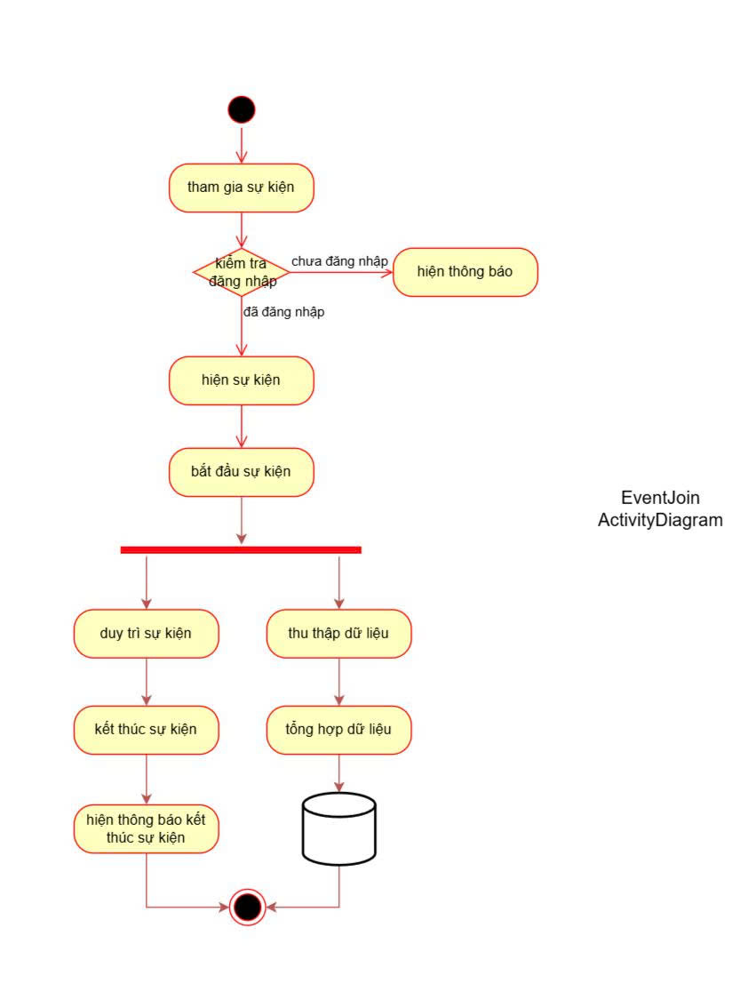 tham gia sự kiện
kiểm tra
đăng nhập
chưa đăng nhập
hiện thông báo
đã đăng nhập
hiện sự kiện
bắt đầu sự kiện
EventJoin
ActivityDiagram
duy trì sự kiện
thu thập dữ liệu
kết thúc sự kiện
tổng hợp dữ liệu
hiện thông báo kết
thúc sự kiện